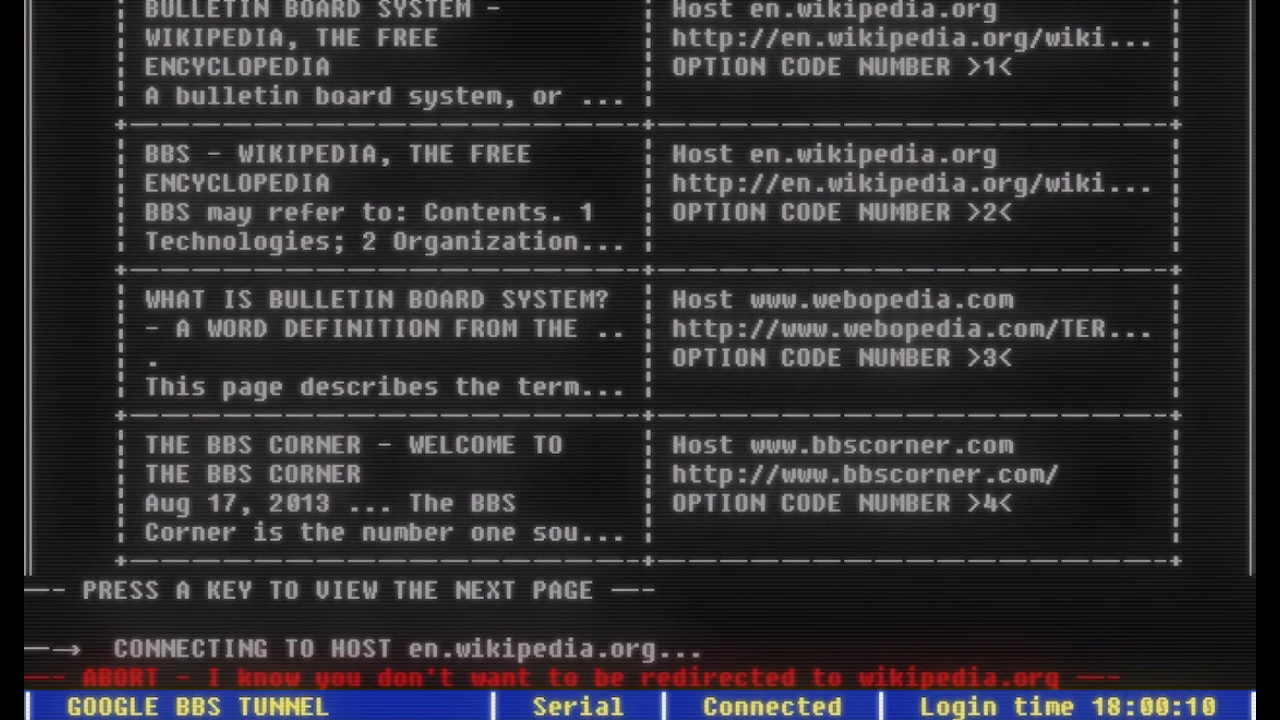 BULLETIN BOARD SYSTEM -
WIKIPEDIA, THE FREE
ENCYCLOPEDIA
A bulletin board system, or ...
Host en.wikipedia.org
http://en.wikipedia.org/wiki...
OPTION CODE NUMBER >1<
BBS - WIKIPEDIA, THE FREE
ENCYCLOPEDIA
BBS may refer to: Contents. 1
Technologies; 2 Organization...
Host en.wikipedia.org
http://en.wikipedia.org/wiki...
OPTION CODE NUMBER >2<
WHAT IS BULLETIN BOARD SYSTEM?
- A WORD DEFINITION FROM THE ..
.
This page describes the term...
Host www.webopedia.com
http://www.webopedia.com/TER...
OPTION CODE NUMBER >3<
THE BBS CORNER - WELCOME TO
THE BBS CORNER
Aug 17, 2013 ... The BBS
Corner is the number one sou...
Host www.bbscorner.com
http://www.bbscorner.com/
OPTION CODE NUMBER >4<
--- PRESS A KEY TO VIEW THE NEXT PAGE ---
---> CONNECTING TO HOST en.wikipedia.org...
--- ABORT - I know you don't want to be redirected to wikipedia.org ---
GOOGLE BBS TUNNEL Serial Connected Login time 18:00:10